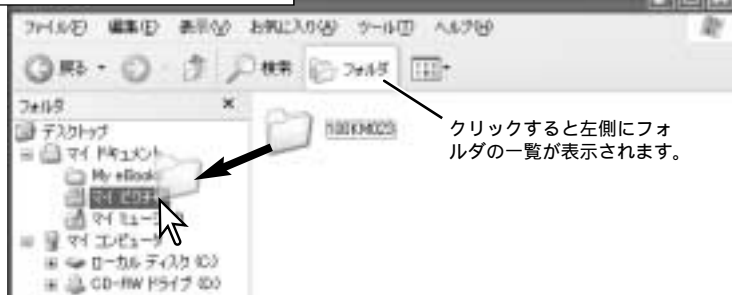 ファイル(F) 編集(E) 表示(V) お気に入り(A) ツール(T) ヘルプ(H)
戻る 検索 フォルダ
フォルダ ×
デスクトップ
100KM023
クリックすると左側にフォ
ルダの一覧が表示されます。
マイ ドキュメント
My eBook
マイ ピクチ
マイ ミュー
マイ コンピュータ
ローカル ディスク (C:)
CD-RW ドライブ (D:)